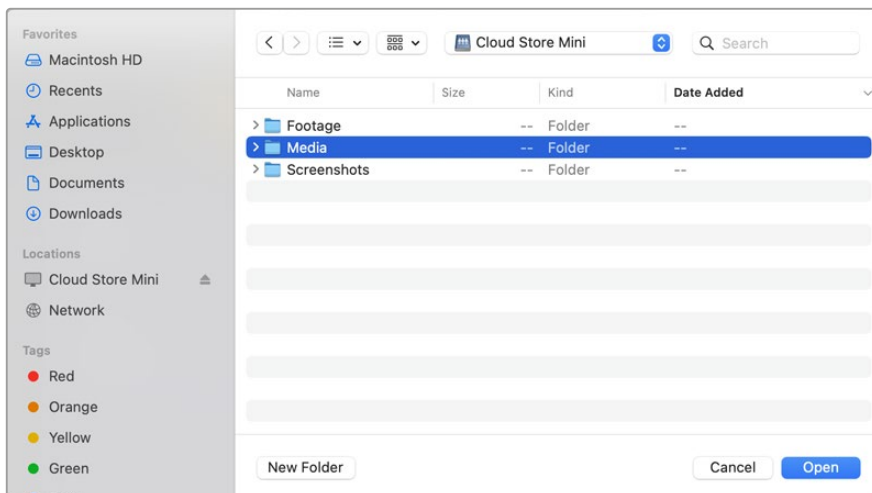 Favorites
Macintosh HD
Recents
Applications
Desktop
Documents
Downloads
Locations
Cloud Store Mini
Network
Tags
Red
Orange
Yellow
Green
Cloud Store Mini
Search
Name Size Kind Date Added
Footage -- Folder --
Media -- Folder --
Screenshots -- Folder --
New Folder Cancel Open